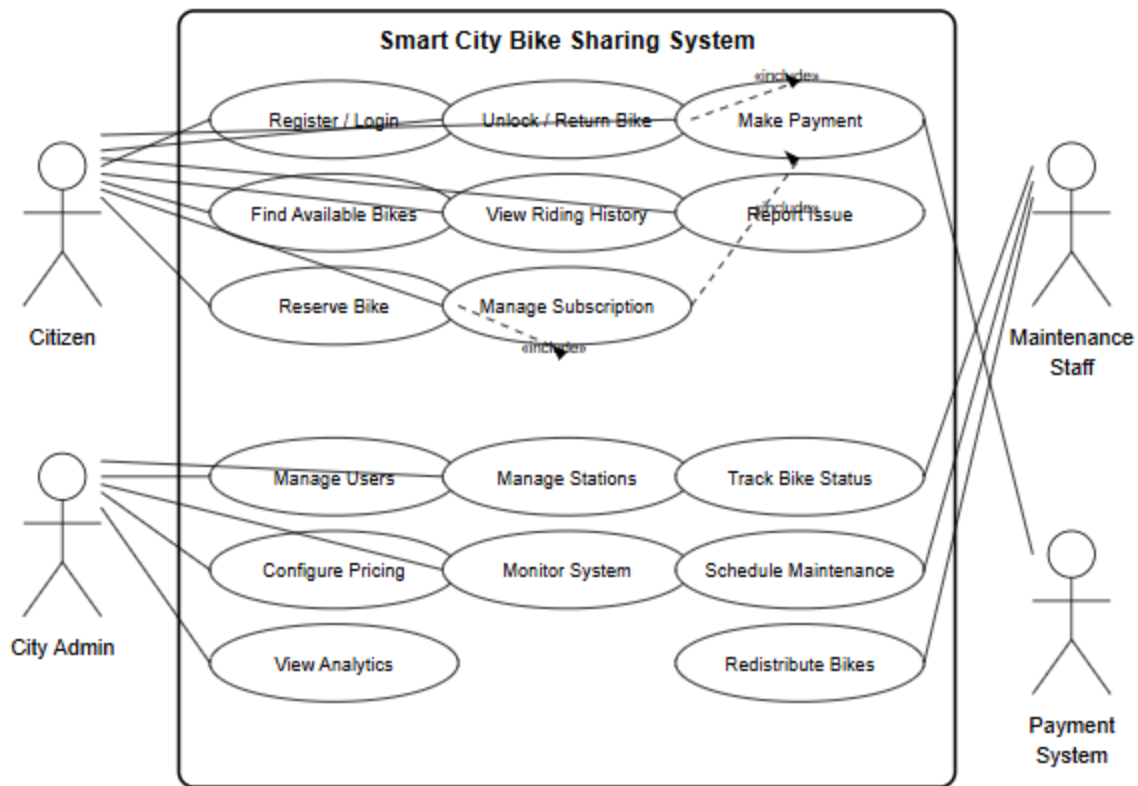 Smart City Bike Sharing System
«include»
Register / Login
Unlock / Return Bike
Make Payment
Find Available Bikes
View Riding History
«include»
Report Issue
Reserve Bike
Manage Subscription
«include»
Citizen
Maintenance
Staff
Manage Users
Manage Stations
Track Bike Status
Configure Pricing
Monitor System
Schedule Maintenance
City Admin
View Analytics
Redistribute Bikes
Payment
System